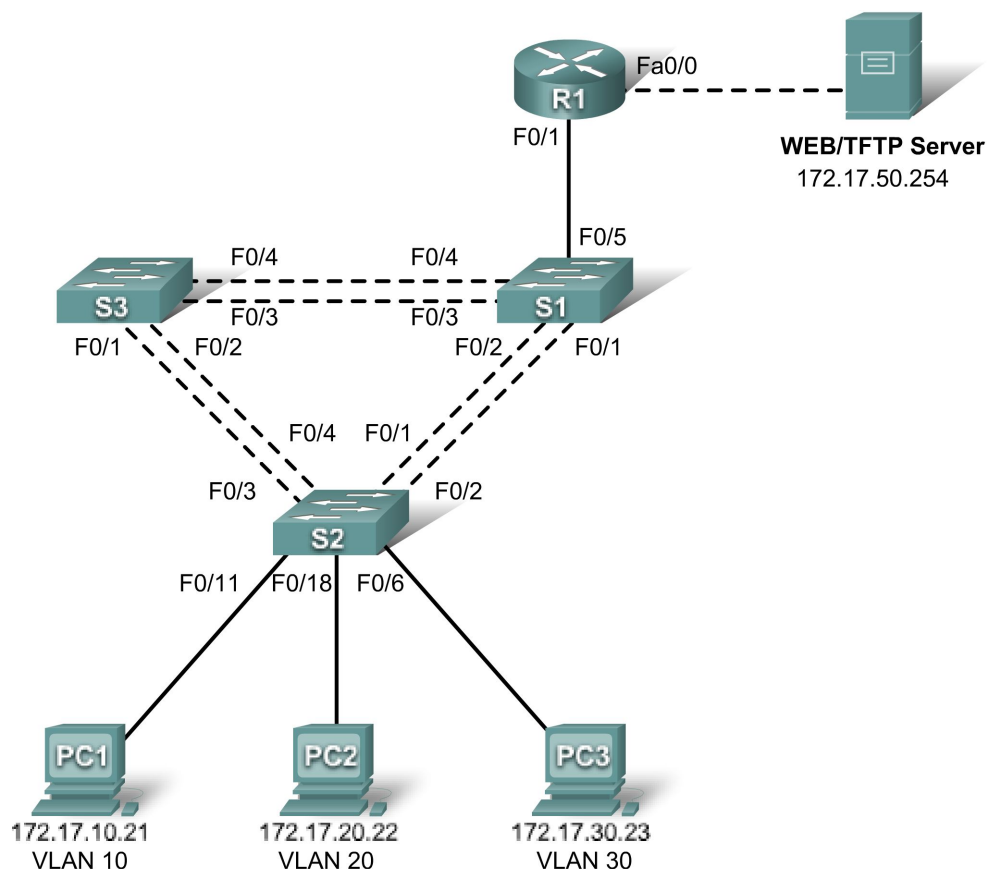 Fa0/0
R1
F0/1
WEB/TFTP Server
172.17.50.254
F0/5
F0/4
F0/4
S3
S1
F0/3
F0/3
F0/1
F0/2
F0/2
F0/1
F0/4
F0/1
F0/3
F0/2
S2
F0/11
F0/18
F0/6
PC1
PC2
PC3
172.17.10.21
172.17.20.22
172.17.30.23
VLAN 10
VLAN 20
VLAN 30